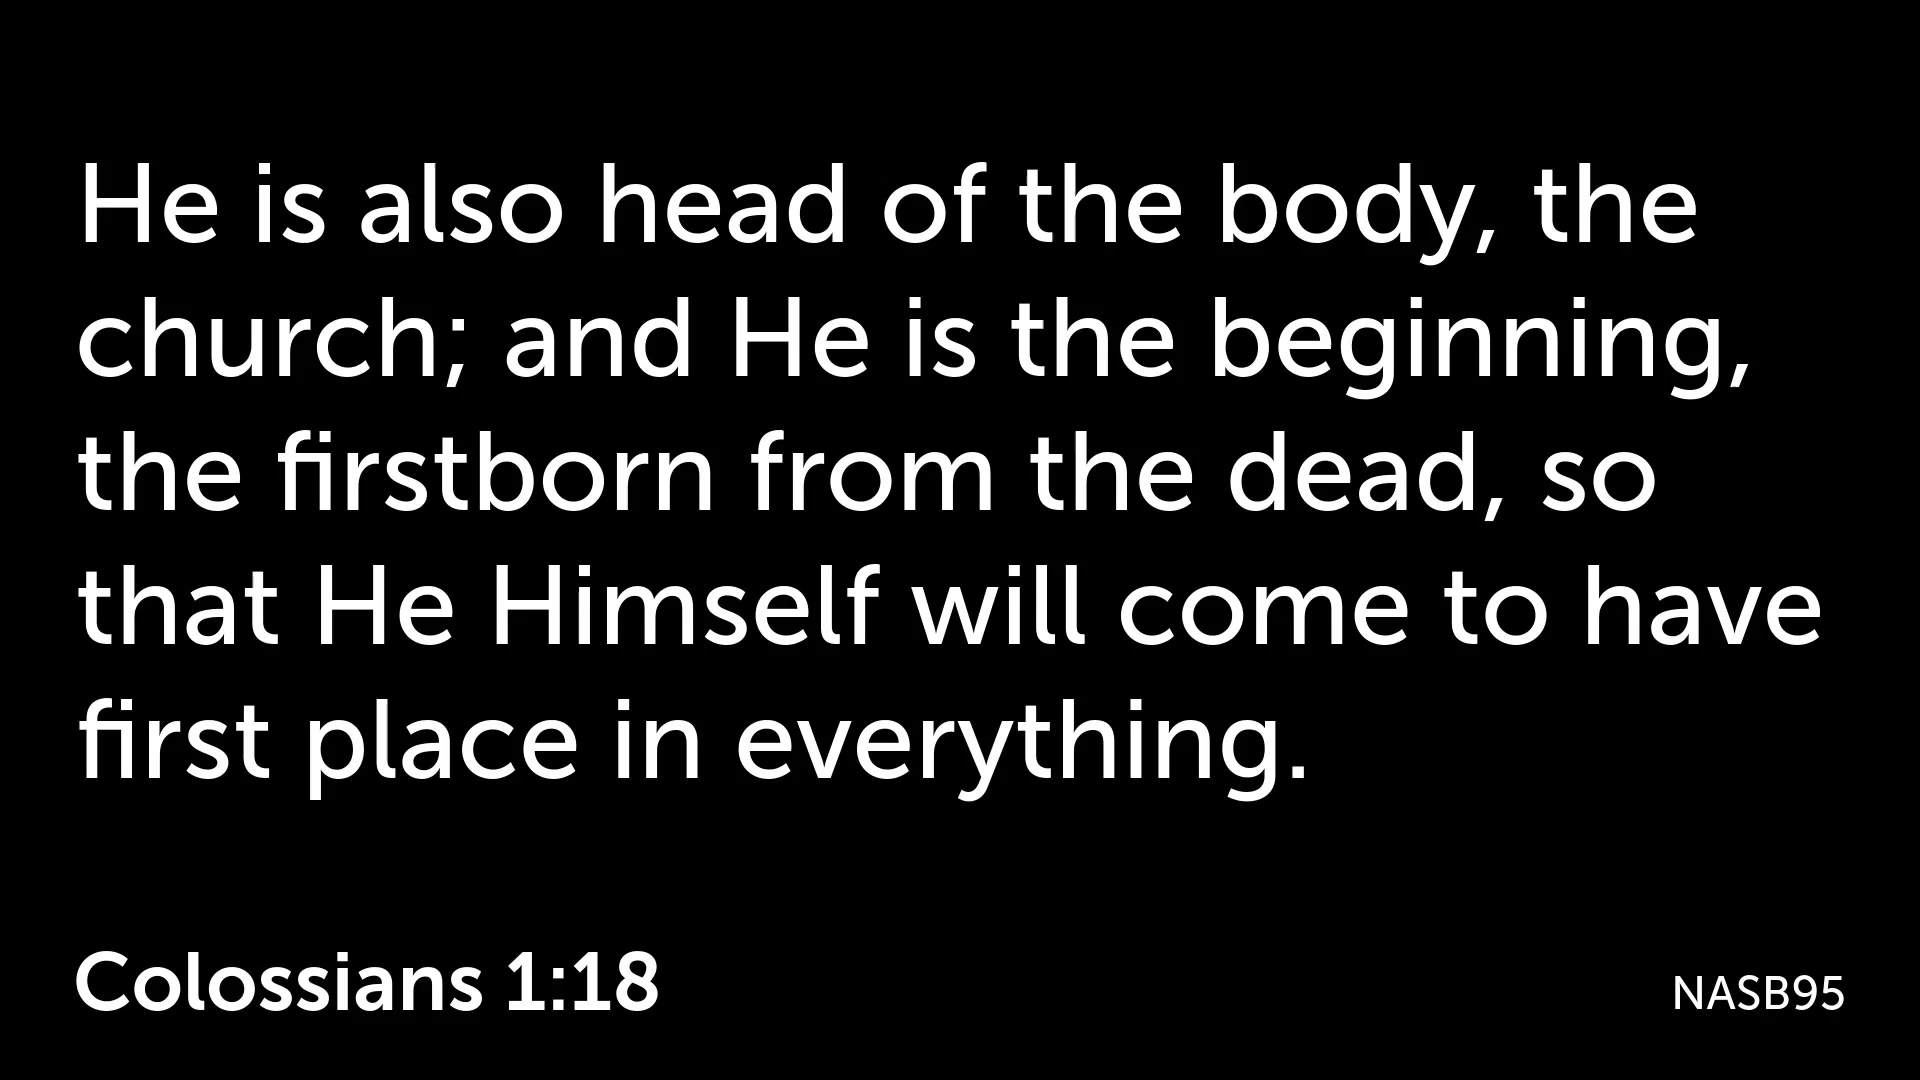 He is also head of the body, the
church; and He is the beginning,
the firstborn from the dead, so
that He Himself will come to have
first place in everything.
Colossians 1:18
NASB95